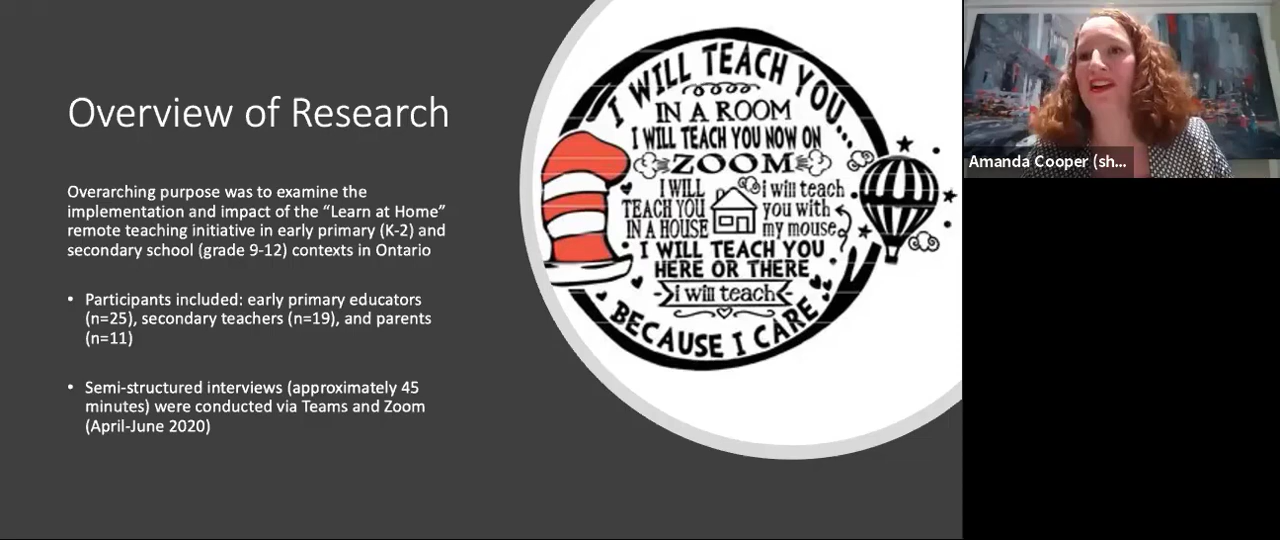 Overview of Research
Overarching purpose was to examine the
implementation and impact of the “Learn at Home”
remote teaching initiative in early primary (K-2) and
secondary school (grade 9-12) contexts in Ontario
• Participants included: early primary educators
(n=25), secondary teachers (n=19), and parents
(n=11)
• Semi-structured interviews (approximately 45
minutes) were conducted via Teams and Zoom
(April-June 2020)
I WILL TEACH YOU...
IN A ROOM
I WILL TEACH YOU NOW ON
ZOOM
I WILL
TEACH YOU
IN A HOUSE
i will teach
you with
my mouse
I WILL TEACH YOU
HERE OR THERE
i will teach
BECAUSE I CARE
Amanda Cooper (sh...